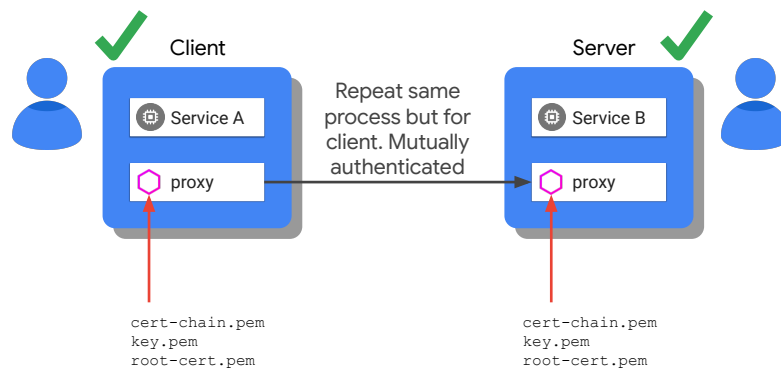 Client
Server
Service A
proxy
Repeat same
process but for
client. Mutually
authenticated
Service B
proxy
cert-chain.pem
key.pem
root-cert.pem
cert-chain.pem
key.pem
root-cert.pem